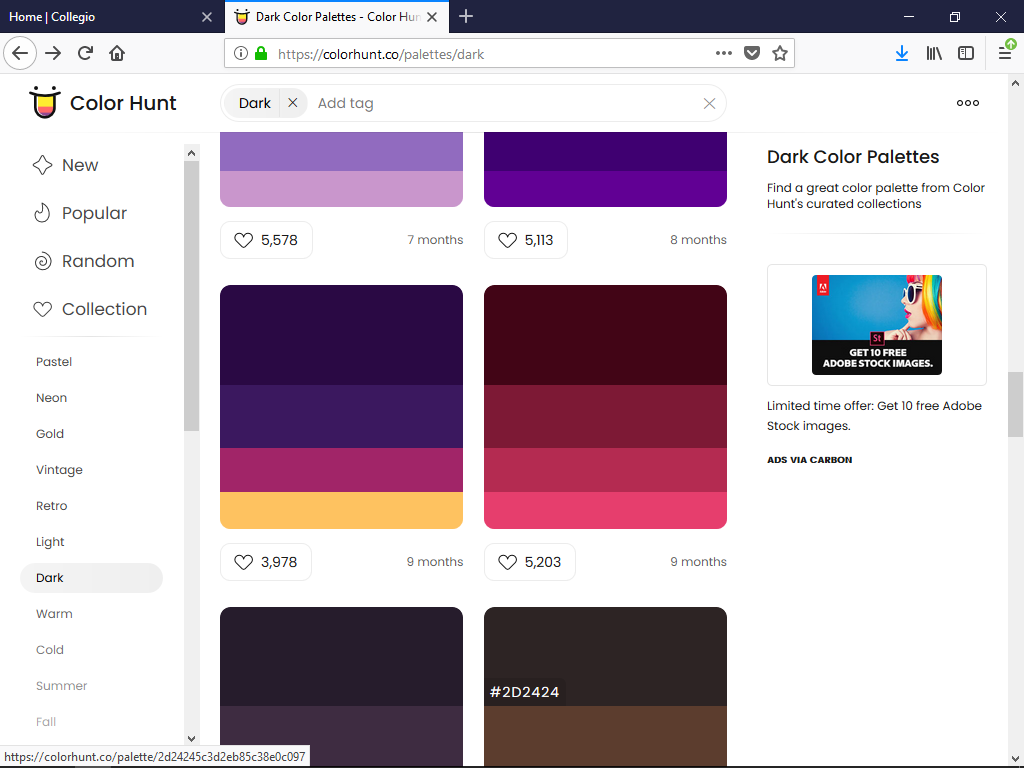 Home | Collegio
Dark Color Palettes - Color Hun
https://colorhunt.co/palettes/dark
Color Hunt
Dark
Add tag
New
Popular
Random
Collection
Pastel
Neon
Gold
Vintage
Retro
Light
Dark
Warm
Cold
Summer
Fall
5,578
7 months
5,113
8 months
3,978
9 months
5,203
9 months
#2D2424
Dark Color Palettes
Find a great color palette from Color
Hunt's curated collections
Adobe
St
GET 10 FREE
ADOBE STOCK IMAGES.
Limited time offer: Get 10 free Adobe
Stock images.
ADS VIA CARBON
https://colorhunt.co/palette/2d24245c3d2eb85c38e0c097